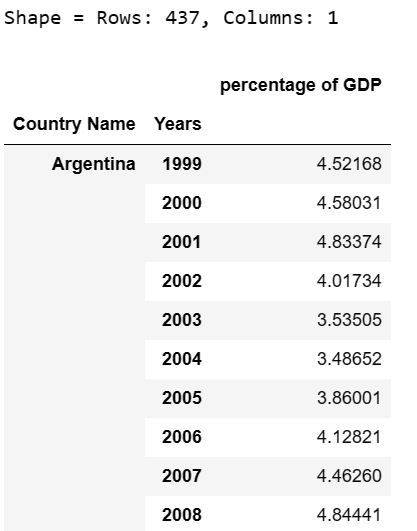 Shape = Rows: 437, Columns: 1
percentage of GDP
Country Name Years
Argentina 1999 4.52168
2000 4.58031
2001 4.83374
2002 4.01734
2003 3.53505
2004 3.48652
2005 3.86001
2006 4.12821
2007 4.46260
2008 4.84441